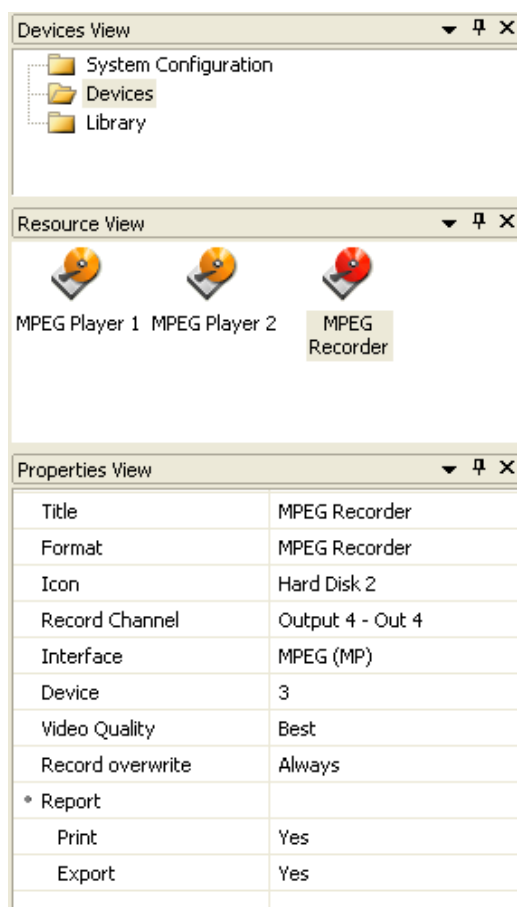 Devices View
System Configuration
Devices
Library
Resource View
MPEG Player 1 MPEG Player 2 MPEG
Recorder
Properties View
Title MPEG Recorder
Format MPEG Recorder
Icon Hard Disk 2
Record Channel Output 4 - Out 4
Interface MPEG (MP)
Device 3
Video Quality Best
Record overwrite Always
Report
Print Yes
Export Yes